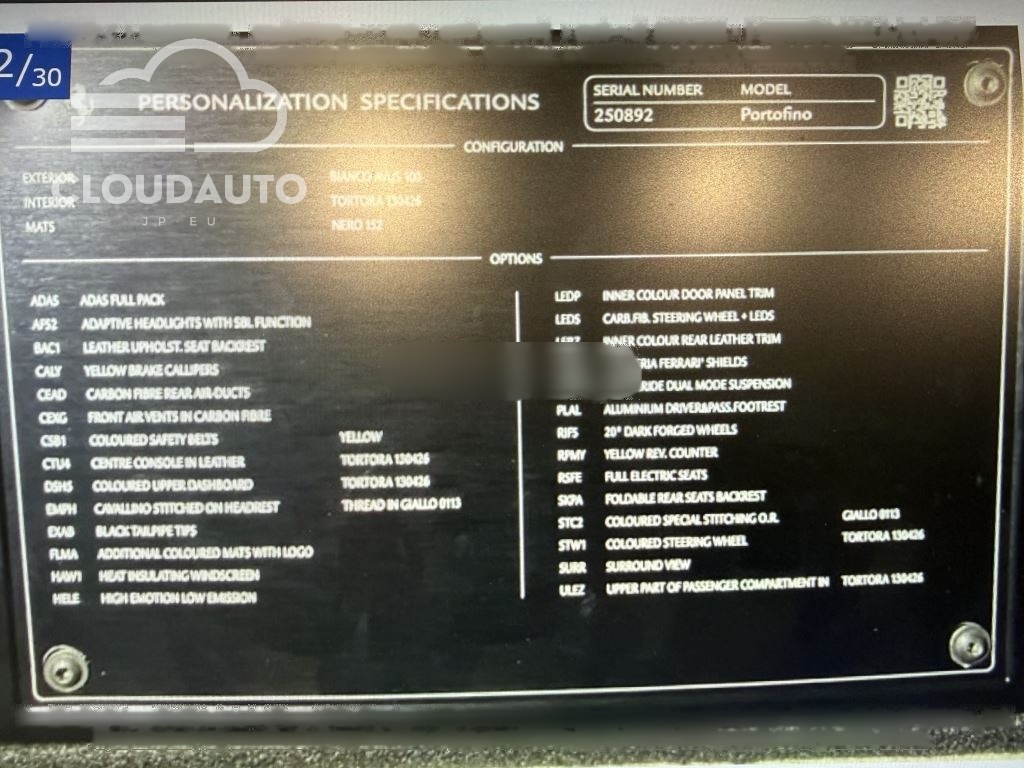 2/30
PERSONALIZATION SPECIFICATIONS
SERIAL NUMBER MODEL
250892 Portofino
CONFIGURATION
EXTERIOR BIANCO AVUS 100
CLOUDAUTO
INTERIOR TORTORA 130426
JP EU
MATS NERO 152
OPTIONS
ADAS ADAS FULL PACK
AFS2 ADAPTIVE HEADLIGHTS WITH SBL FUNCTION
BAC1 LEATHER UPHOLST. SEAT BACKREST
CALY YELLOW BRAKE CALLIPERS
CEAD CARBON FIBRE REAR AIR-DUCTS
CEXG FRONT AIR VENTS IN CARBON FIBRE
CSB1 COLOURED SAFETY BELTS YELLOW
CTU4 CENTRE CONSOLE IN LEATHER TORTORA 130426
DSH5 COLOURED UPPER DASHBOARD TORTORA 130426
EMPH CAVALLINO STITCHED ON HEADREST THREAD IN GIALLO 0113
EXAB BLACK TAILPIPE TIPS
FLMA ADDITIONAL COLOURED MATS WITH LOGO
HAW1 HEAT INSULATING WINDSCREEN
HELE HIGH EMOTION LOW EMISSION
LEDP INNER COLOUR DOOR PANEL TRIM
LEDS CARB.FIB. STEERING WHEEL + LEDS
INNER COLOUR REAR LEATHER TRIM
FERRARI' SHIELDS
RIDE DUAL MODE SUSPENSION
PLAL ALUMINIUM DRIVER&PASS.FOOTREST
RIFS 20" DARK FORGED WHEELS
RPMY YELLOW REV. COUNTER
RSFE FULL ELECTRIC SEATS
SKPA FOLDABLE REAR SEATS BACKREST
STC2 COLOURED SPECIAL STITCHING O.R. GIALLO 0113
STW1 COLOURED STEERING WHEEL TORTORA 130426
SURR SURROUND VIEW
ULEZ UPPER PART OF PASSENGER COMPARTMENT IN TORTORA 130426